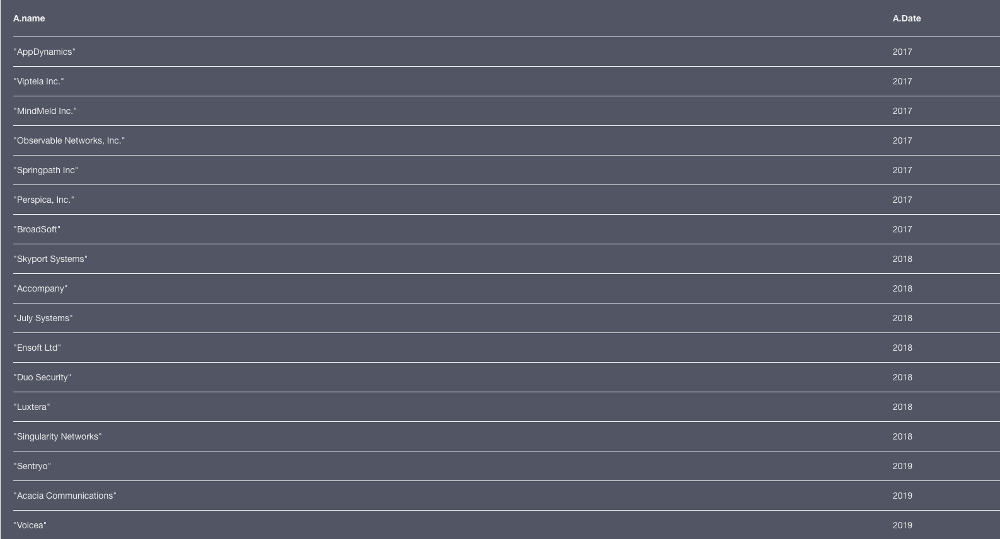 A.name A.Date
"AppDynamics" 2017
"Viptela Inc." 2017
"MindMeld Inc." 2017
"Observable Networks, Inc." 2017
"Springpath Inc" 2017
"Perspica, Inc." 2017
"BroadSoft" 2017
"Skyport Systems" 2018
"Accompany" 2018
"July Systems" 2018
"Ensoft Ltd" 2018
"Duo Security" 2018
"Luxtera" 2018
"Singularity Networks" 2018
"Sentryo" 2019
"Acacia Communications" 2019
"Voicea" 2019